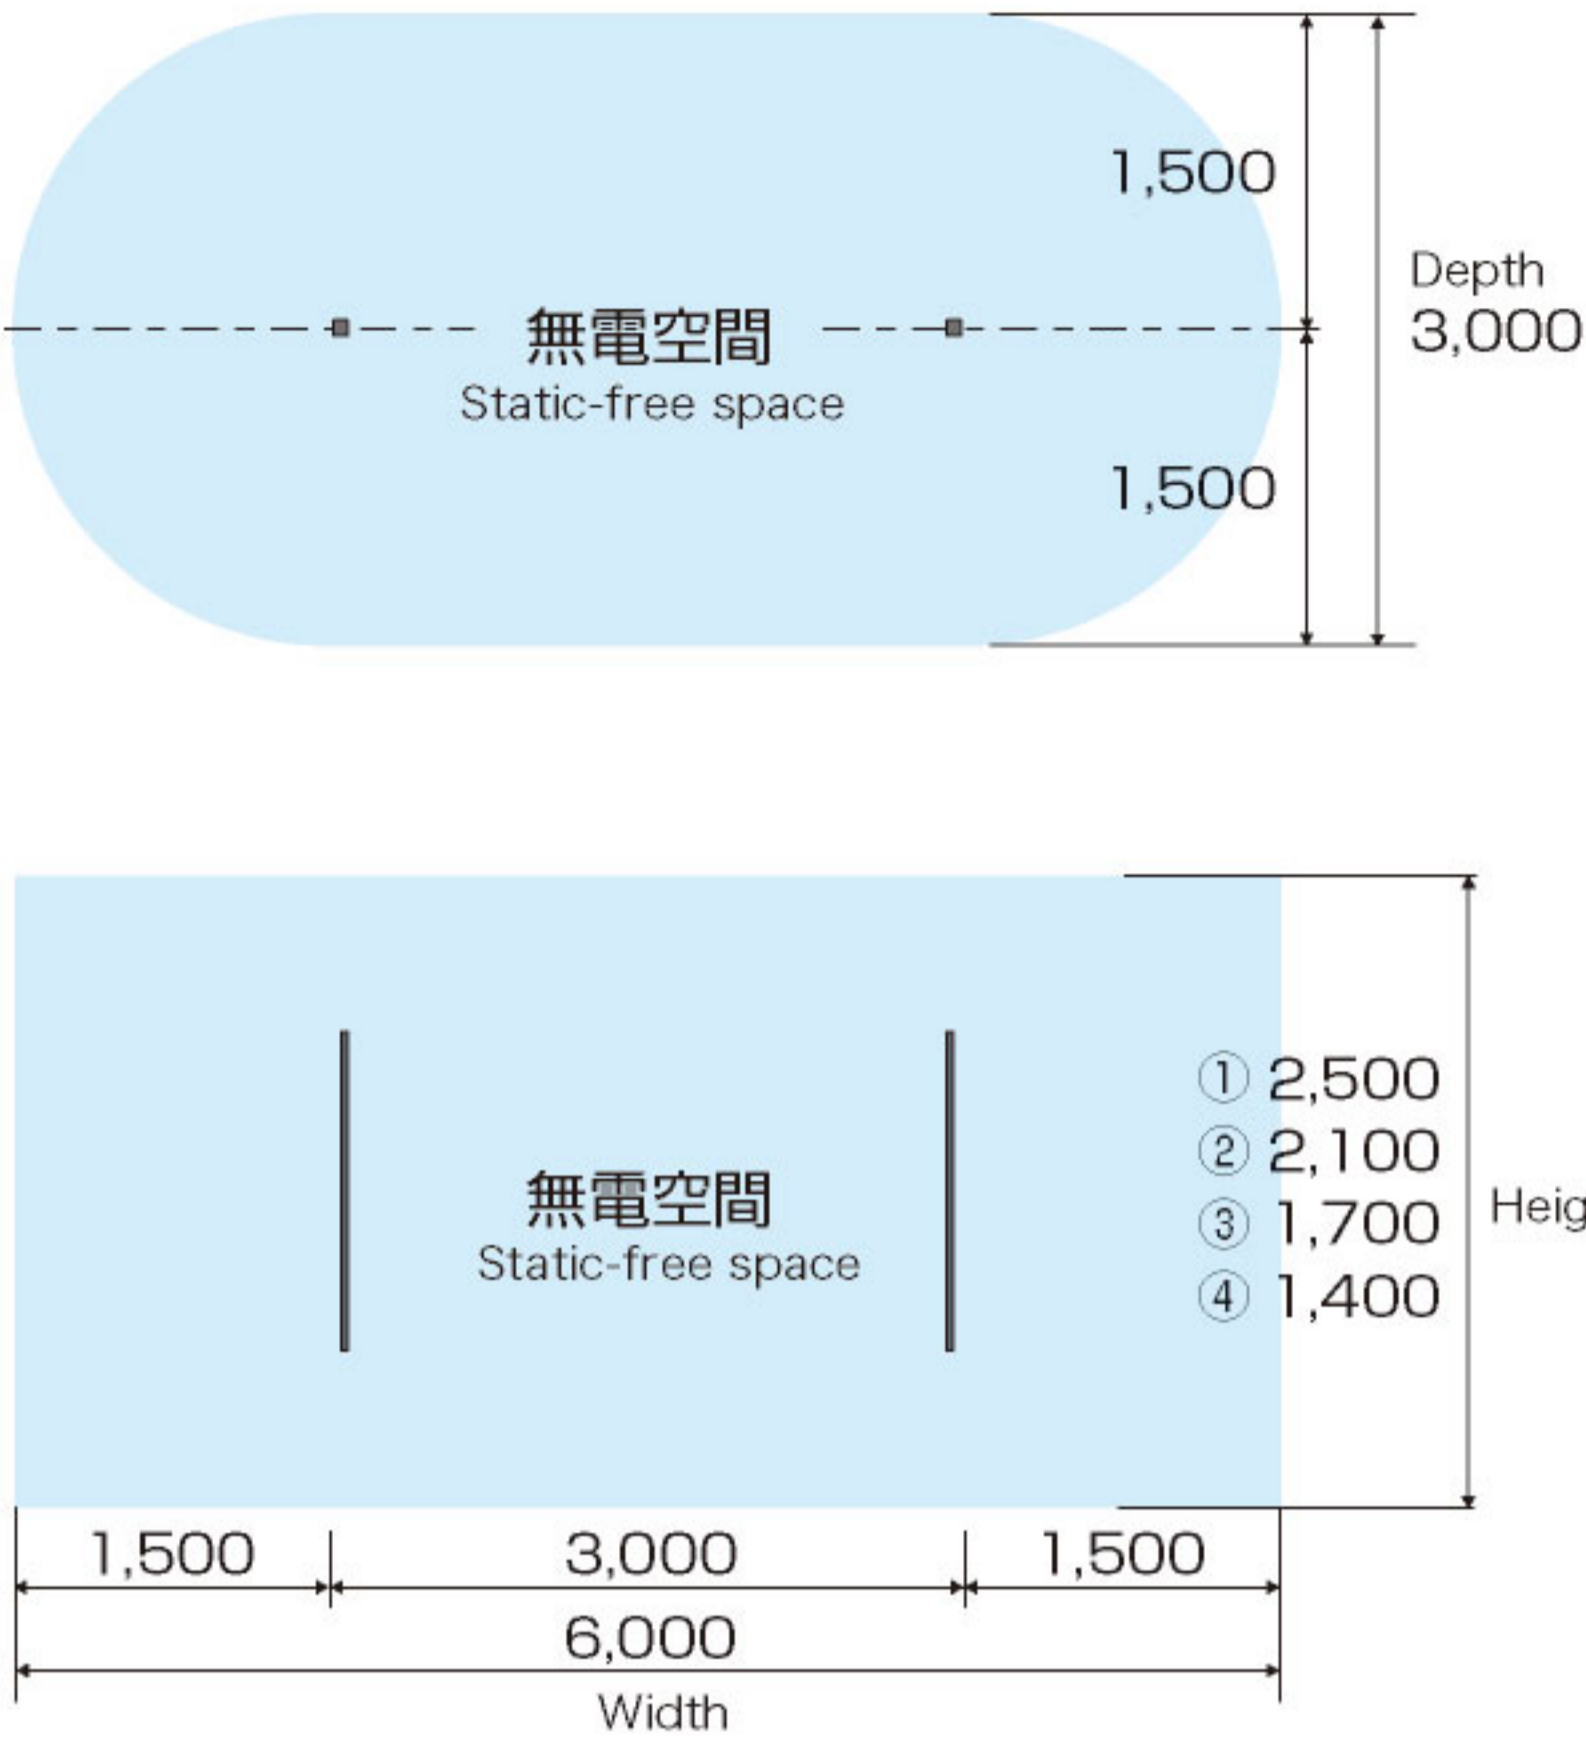 1,500
Depth
3,000
無電空間
Static-free space
1,500
① 2,500
② 2,100
③ 1,700
④ 1,400
Heig
無電空間
Static-free space
1,500 3,000 1,500
6,000
Width